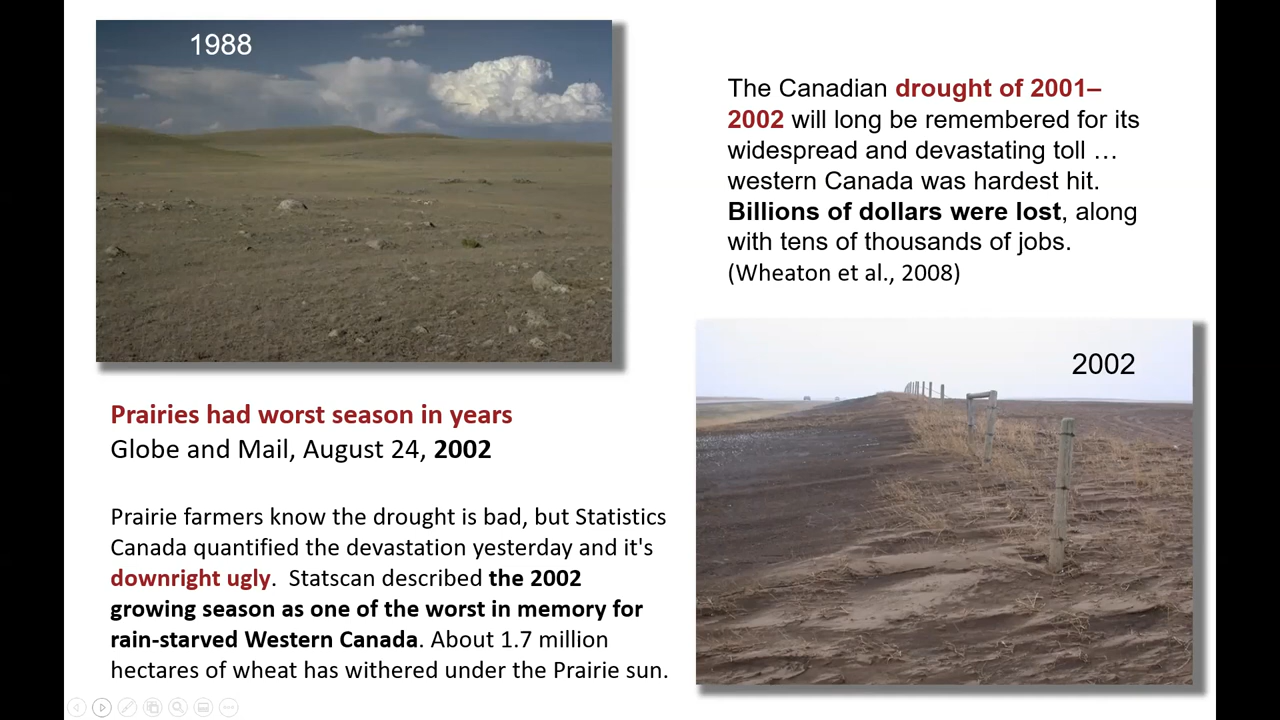 1988
The Canadian drought of 2001–
2002 will long be remembered for its
widespread and devastating toll …
western Canada was hardest hit.
Billions of dollars were lost, along
with tens of thousands of jobs.
(Wheaton et al., 2008)
2002
Prairies had worst season in years
Globe and Mail, August 24, 2002
Prairie farmers know the drought is bad, but Statistics
Canada quantified the devastation yesterday and it's
downright ugly.  Statscan described the 2002
growing season as one of the worst in memory for
rain-starved Western Canada. About 1.7 million
hectares of wheat has withered under the Prairie sun.